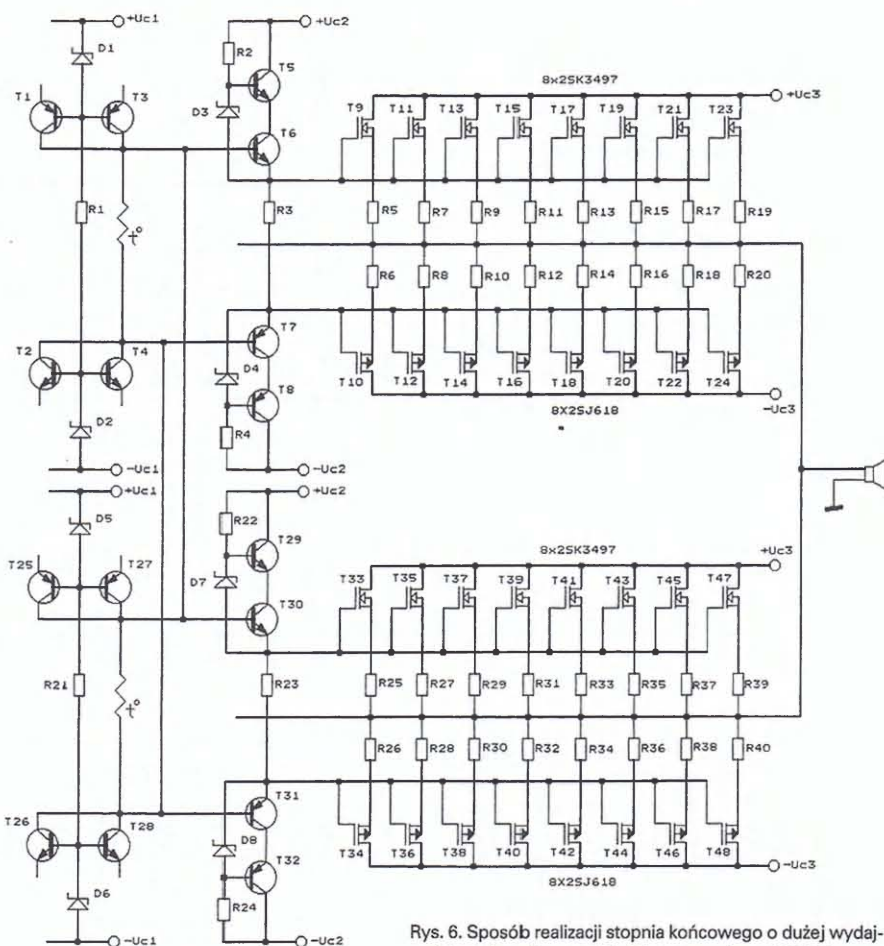 +Uc1 +Uc2
D1 R2 T5
8x2SK3497
T1 T3 D3 T6
T9 T11 T13 T15 T17 T19 T21 T23 +Uc3
R1 t° R3
R5 R7 R9 R11 R13 R15 R17 R19
R6 R8 R10 R12 R14 R16 R18 R20
T2 T4 T7 D4 T8
T10 T12 T14 T16 T18 T20 T22 T24 -Uc3
8X2SJ618
D2 R4
-Uc1 -Uc2
+Uc1 +Uc2
D5 R22 T29
8x2SK3497
T25 T27 D7 T30
T33 T35 T37 T39 T41 T43 T45 T47 +Uc3
R21 t° R23
R25 R27 R29 R31 R33 R35 R37 R39
R26 R28 R30 R32 R34 R36 R38 R40
T26 T28 T31 D8 T32
T34 T36 T38 T40 T42 T44 T46 T48 -Uc3
8X2SJ618
D6 R24
-Uc1 -Uc2
Rys. 6. Sposób realizacji stopnia końcowego o dużej wydaj-